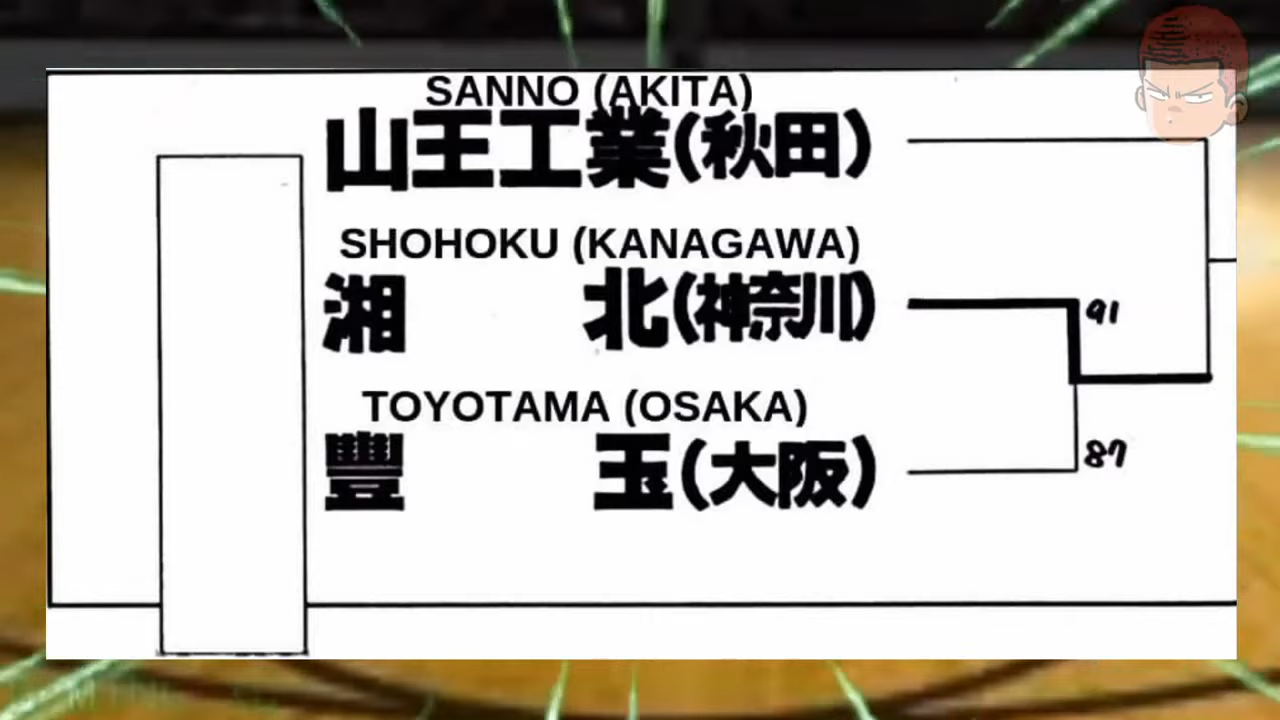 SANNO (AKITA)
山王工業(秋田)
SHOHOKU (KANAGAWA)
湘 北(神奈川)
91
TOYOTAMA (OSAKA)
豊 玉(大阪)
87